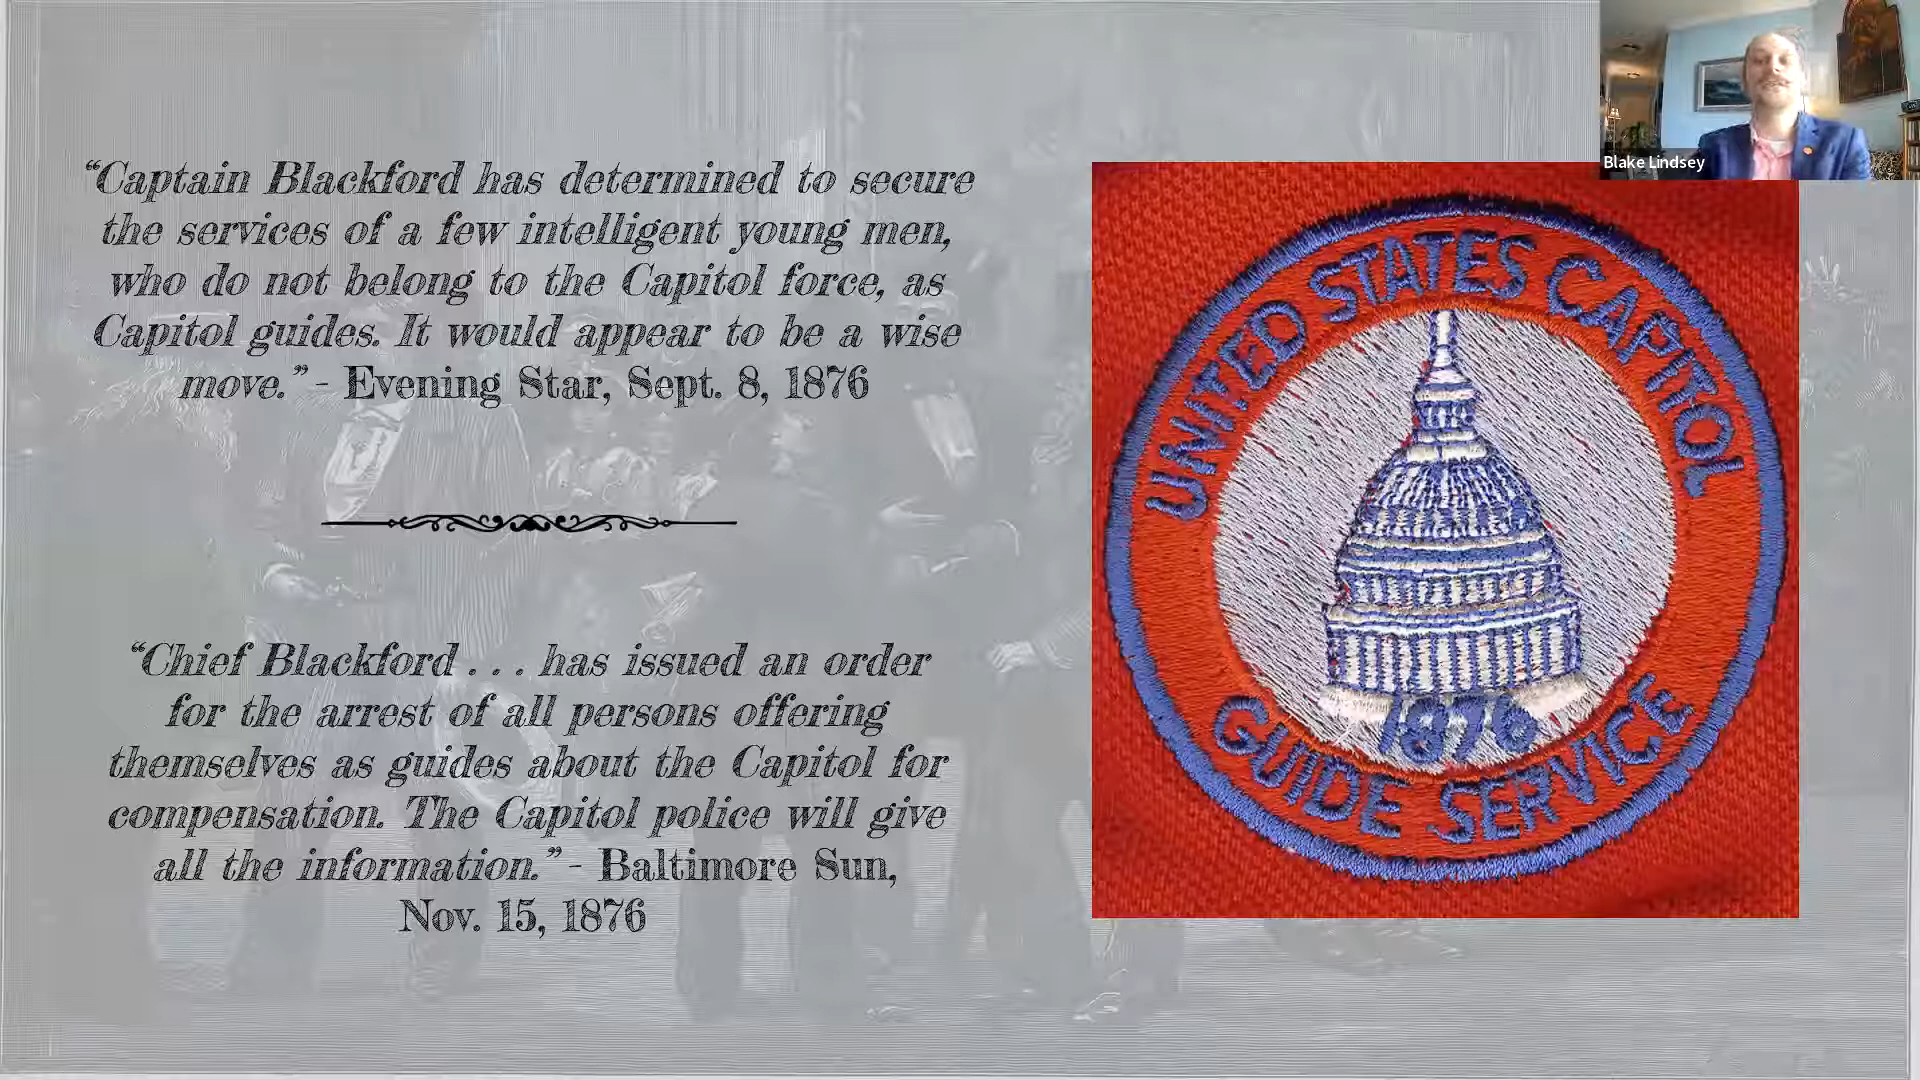 “Captain Blackford has determined to secure
the services of a few intelligent young men,
who do not belong to the Capitol force, as
Capitol guides. It would appear to be a wise
move.” - Evening Star, Sept. 8, 1876
“Chief Blackford . . . has issued an order
for the arrest of all persons offering
themselves as guides about the Capitol for
compensation. The Capitol police will give
all the information.” - Baltimore Sun,
Nov. 15, 1876
Blake Lindsey
UNITED STATES CAPITOL
1876
GUIDE SERVICE